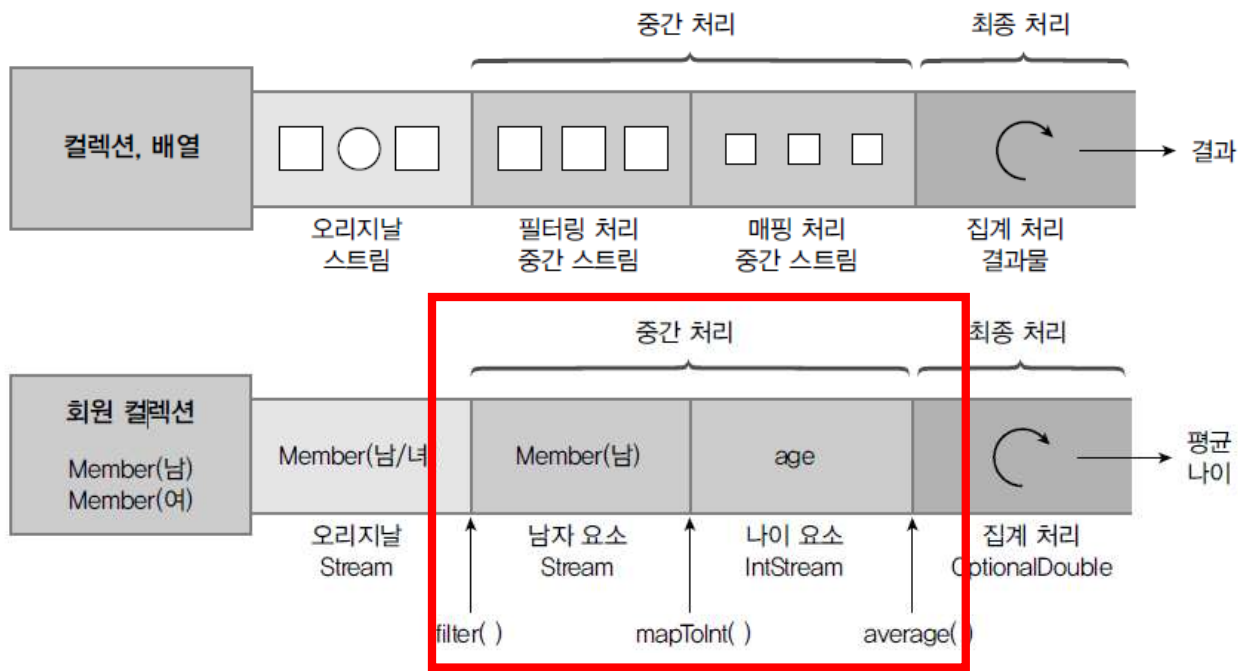 중간 처리
최종 처리
컬렉션, 배열
결과
오리지날
스트림
필터링 처리
중간 스트림
매핑 처리
중간 스트림
집계 처리
결과물
중간 처리
최종 처리
회원 컬렉션
Member(남)
Member(여)
Member(남/녀
Member(남)
age
평균
나이
오리지날
Stream
남자 요소
Stream
나이 요소
IntStream
집계 처리
OptionalDouble
filter( )
mapToInt( )
average( )